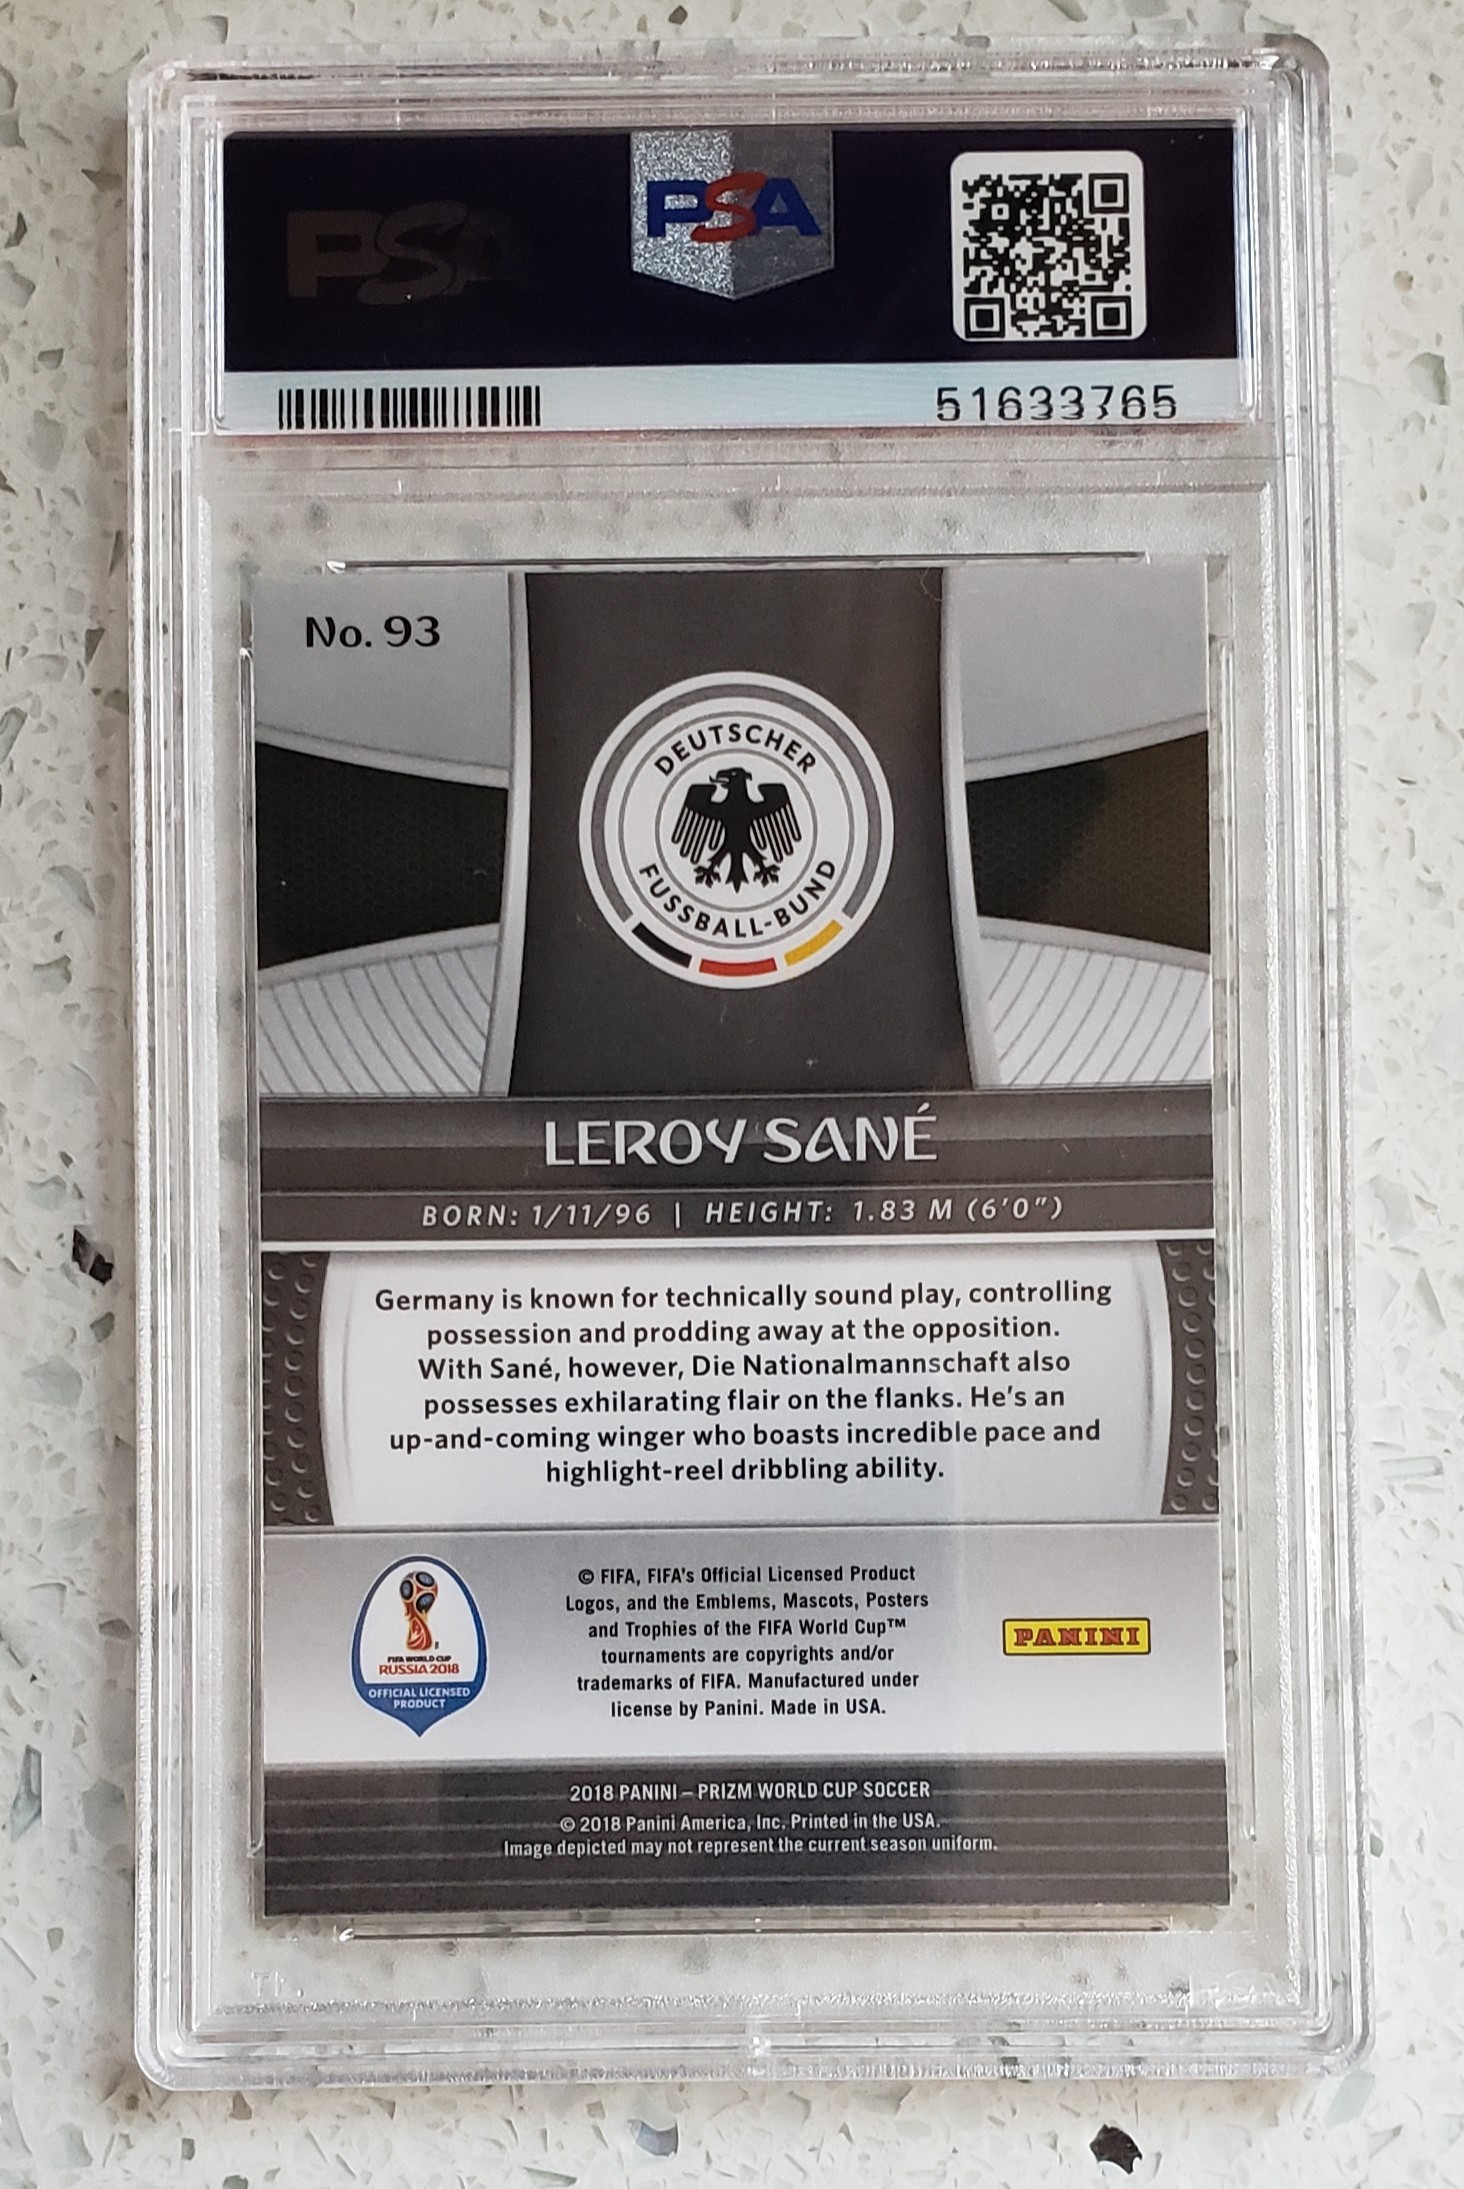 PSA
PSA
51633765
No. 93
DEUTSCHER
FUSSBALL-BUND
LEROY SANÉ
BORN: 1/11/96 | HEIGHT: 1.83 M (6'0")
Germany is known for technically sound play, controlling
possession and prodding away at the opposition.
With Sané, however, Die Nationalmannschaft also
possesses exhilarating flair on the flanks. He's an
up-and-coming winger who boasts incredible pace and
highlight-reel dribbling ability.
FIFA WORLD CUP
RUSSIA 2018
OFFICIAL LICENSED
PRODUCT
© FIFA, FIFA's Official Licensed Product
Logos, and the Emblems, Mascots, Posters
and Trophies of the FIFA World Cup™
tournaments are copyrights and/or
trademarks of FIFA. Manufactured under
license by Panini. Made in USA.
PANINI
2018 PANINI – PRIZM WORLD CUP SOCCER
© 2018 Panini America, Inc. Printed in the USA.
Image depicted may not represent the current season uniform.